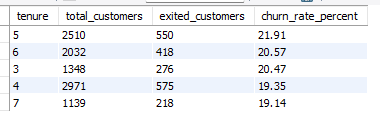 tenure total_customers exited_customers churn_rate_percent
5 2510 550 21.91
6 2032 418 20.57
3 1348 276 20.47
4 2971 575 19.35
7 1139 218 19.14